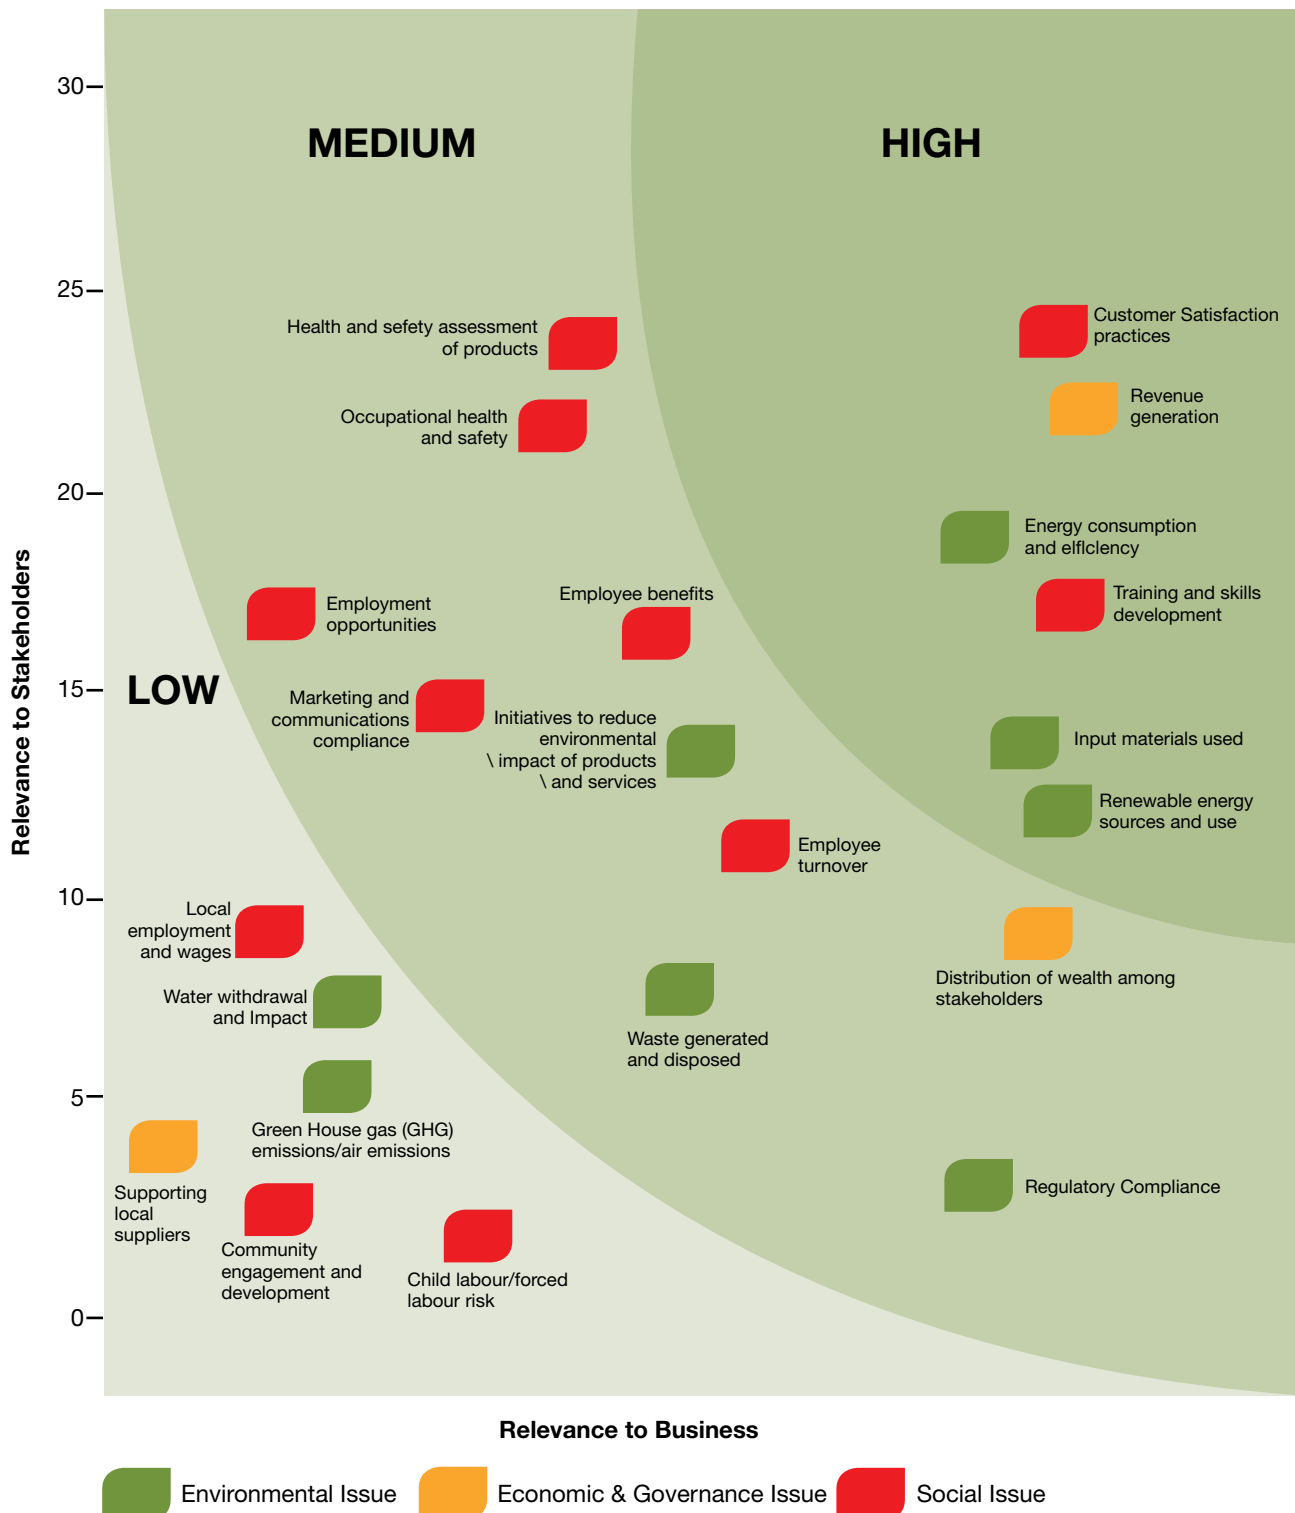 30
MEDIUM
HIGH
25
Health and sefety assessment
of products
Customer Satisfaction
practices
Occupational health
and safety
Revenue
generation
20
Energy consumption
and elflclency
Employment
opportunities
Employee benefits
Training and skills
development
LOW
15
Marketing and
communications
compliance
Initiatives to reduce
environmental
\ impact of products
\ and services
Input materials used
Renewable energy
sources and use
Employee
turnover
10
Local
employment
and wages
Distribution of wealth among
stakeholders
Water withdrawal
and Impact
Waste generated
and disposed
5
Green House gas (GHG)
emissions/air emissions
Supporting
local
suppliers
Regulatory Compliance
Community
engagement and
development
Child labour/forced
labour risk
0
Relevance to Stakeholders
Relevance to Business
Environmental Issue
Economic & Governance Issue
Social Issue